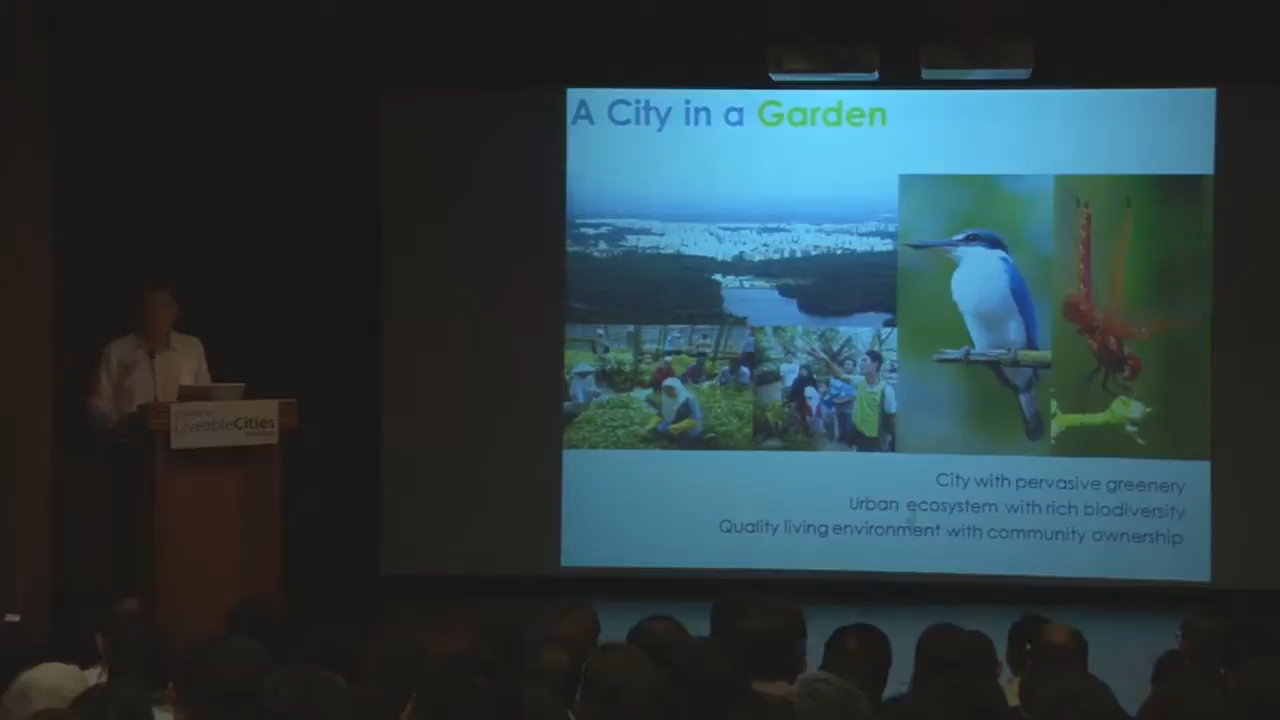 A City in a Garden
LiveableCities
City with pervasive greenery
Urban ecosystem with rich biodiversity
Quality living environment with community ownership